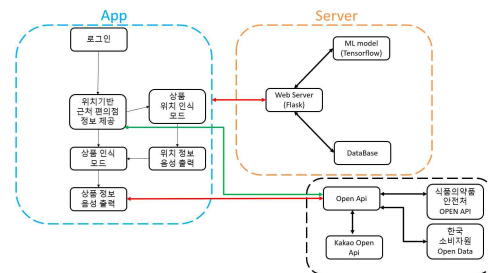 App
Server
로그인
위치기반
근처 편의점
정보 제공
상품
위치 인식
모드
상품 인식
모드
위치 정보
음성 출력
상품 정보
음성 출력
ML model
(Tensorflow)
Web Server
(Flask)
DataBase
Open Api
Kakao Open
Api
식품의약품
안전처
OPEN API
한국
소비자원
Open Data